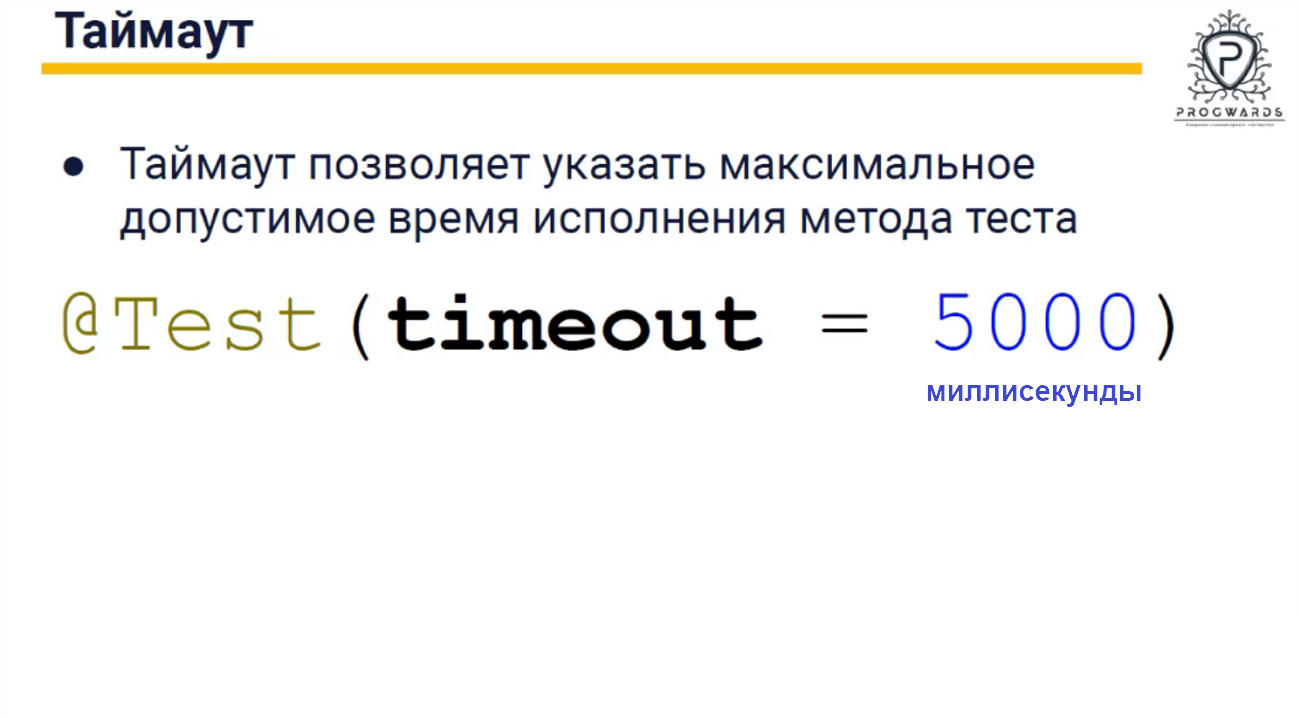 Таймаут
PROGWARDS
● Таймаут позволяет указать максимальное
допустимое время исполнения метода теста
@Test(timeout = 5000)
миллисекунды